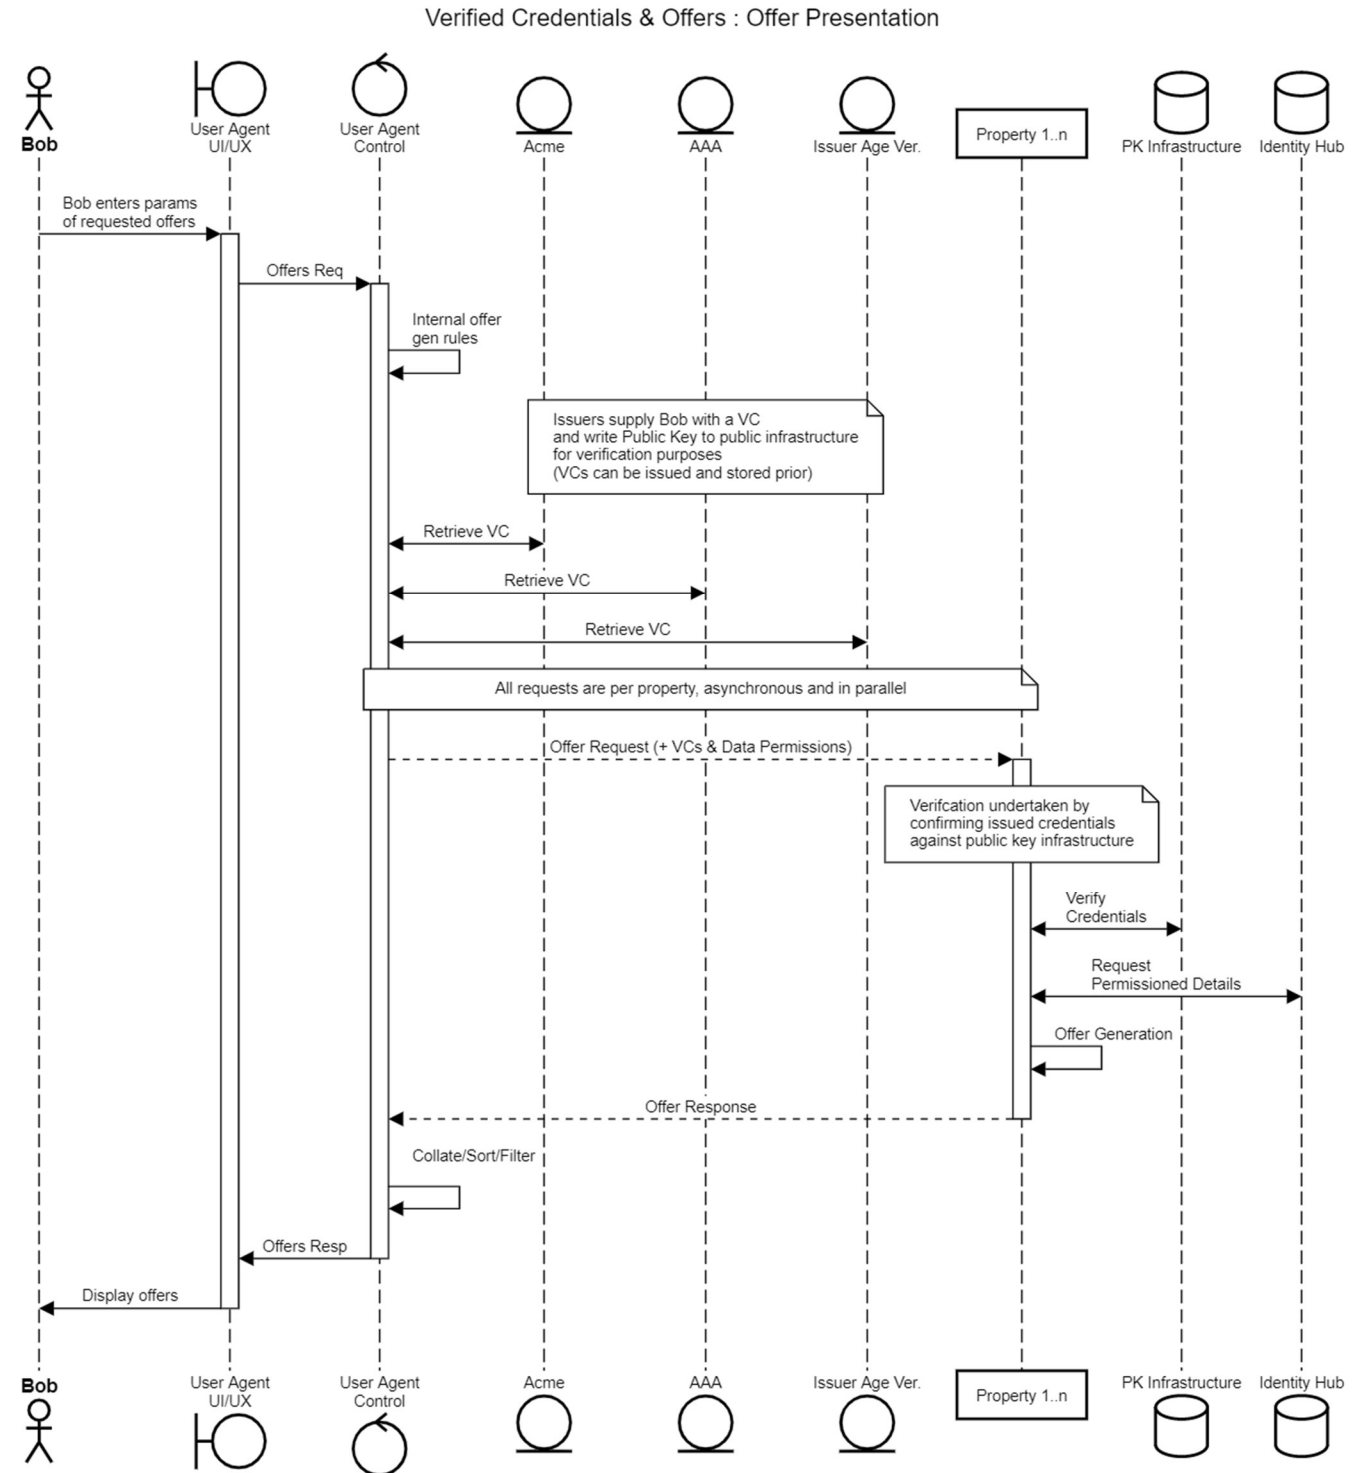 Verified Credentials & Offers : Offer Presentation
Bob
User Agent
UI/UX
User Agent
Control
Acme
AAA
Issuer Age Ver.
Property 1..n
PK Infrastructure
Identity Hub
Bob enters params
of requested offers
Offers Req
Internal offer
gen rules
Issuers supply Bob with a VC
and write Public Key to public infrastructure
for verification purposes
(VCs can be issued and stored prior)
Retrieve VC
Retrieve VC
Retrieve VC
All requests are per property, asynchronous and in parallel
Offer Request (+ VCs & Data Permissions)
Verifcation undertaken by
confirming issued credentials
against public key infrastructure
Verify
Credentials
Request
Permissioned Details
Offer Generation
Offer Response
Collate/Sort/Filter
Offers Resp
Display offers
Bob
User Agent
UI/UX
User Agent
Control
Acme
AAA
Issuer Age Ver.
Property 1..n
PK Infrastructure
Identity Hub